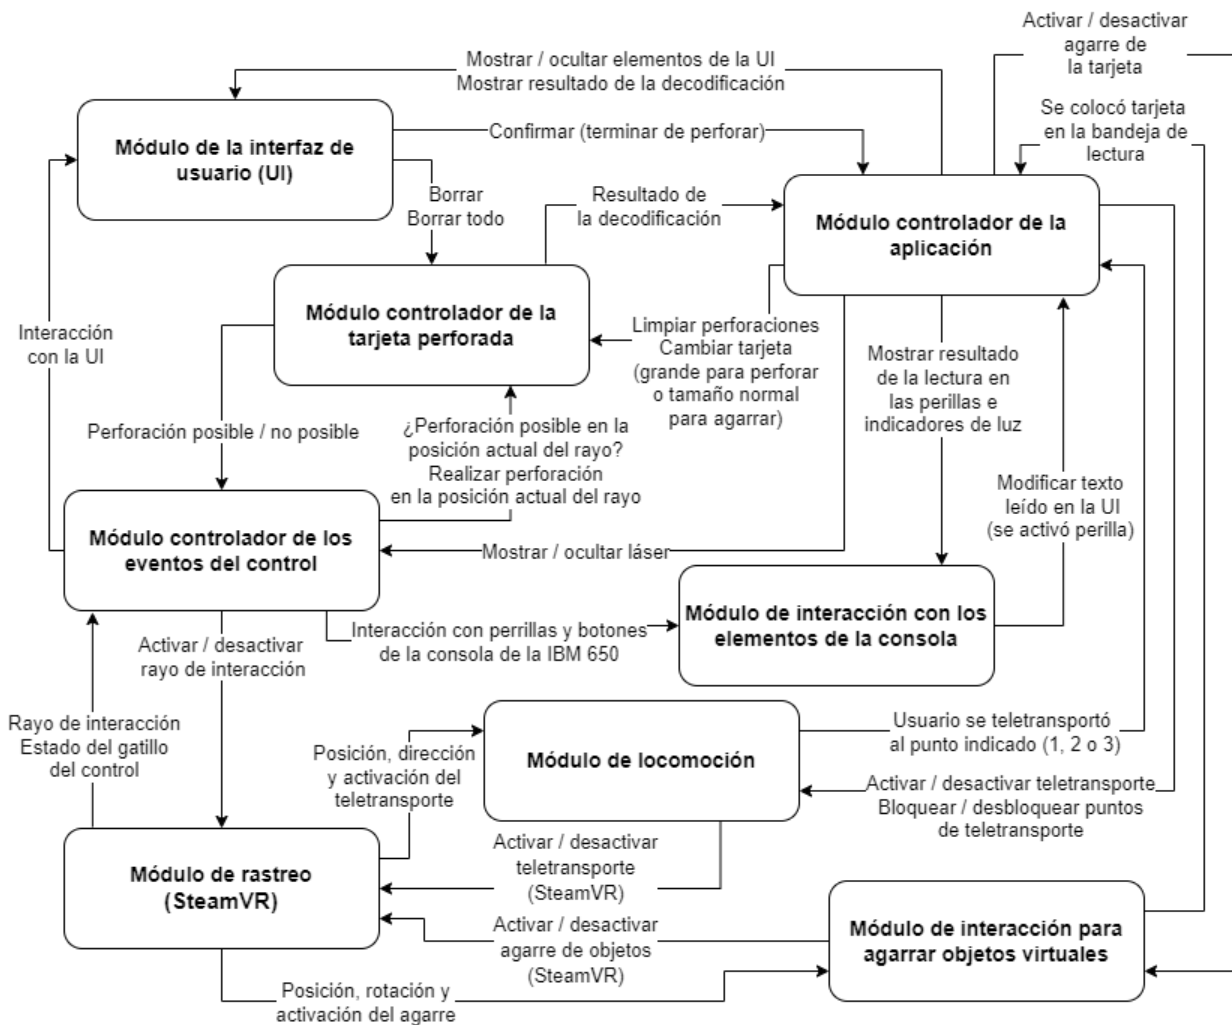 Activar / desactivar
agarre de
la tarjeta
Mostrar / ocultar elementos de la UI
Mostrar resultado de la decodificación
Se colocó tarjeta
en la bandeja de
lectura
Módulo de la interfaz de
usuario (UI)
Confirmar (terminar de perforar)
Borrar
Borrar todo
Resultado de
la decodificación
Módulo controlador de la
aplicación
Módulo controlador de la
tarjeta perforada
Interacción
con la UI
Limpiar perforaciones
Cambiar tarjeta
(grande para perforar
o tamaño normal
para agarrar)
Mostrar resultado
de la lectura en
las perillas e
indicadores de luz
Perforación posible / no posible
¿Perforación posible en la
posición actual del rayo?
Realizar perforación
en la posición actual del rayo
Modificar texto
leído en la UI
(se activó perilla)
Módulo controlador de los
eventos del control
Mostrar / ocultar láser
Módulo de interacción con los
elementos de la consola
Interacción con perrillas y botones
de la consola de la IBM 650
Activar / desactivar
rayo de interacción
Rayo de interacción
Estado del gatillo
del control
Posición, dirección
y activación del
teletransporte
Módulo de locomoción
Usuario se teletransportó
al punto indicado (1, 2 o 3)
Activar / desactivar teletransporte
Bloquear / desbloquear puntos
de teletransporte
Activar / desactivar
teletransporte
(SteamVR)
Módulo de rastreo
(SteamVR)
Activar / desactivar
agarre de objetos
(SteamVR)
Módulo de interacción para
agarrar objetos virtuales
Posición, rotación y
activación del agarre